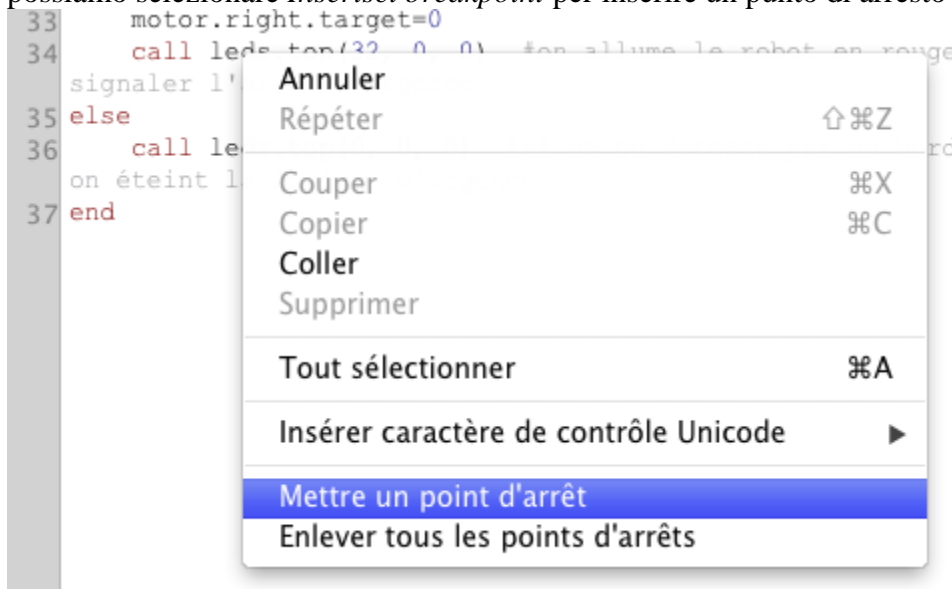 possiamo selezionare Inserisci breakpoint per inserire un punto di arresto
33 motor.right.target=0
34 call leds.top(32, 0, 0) #on allume le robot en rouge
signaler l'
35 else
36 call le
on éteint l
37 end
Annuler
Répéter ⇧⌘Z
Couper ⌘X
Copier ⌘C
Coller
Supprimer
Tout sélectionner ⌘A
Insérer caractère de contrôle Unicode ▶
Mettre un point d'arrêt
Enlever tous les points d'arrêts